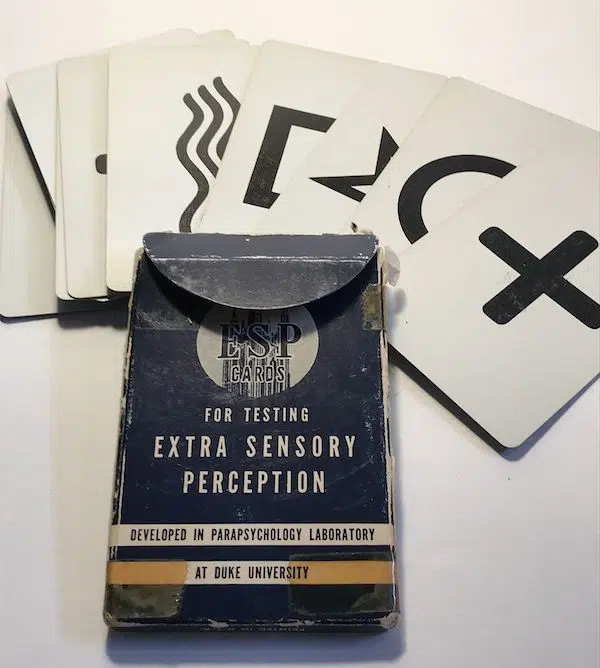 ESP
CARDS
FOR TESTING
EXTRA SENSORY
PERCEPTION
DEVELOPED IN PARAPSYCHOLOGY LABORATORY
AT DUKE UNIVERSITY